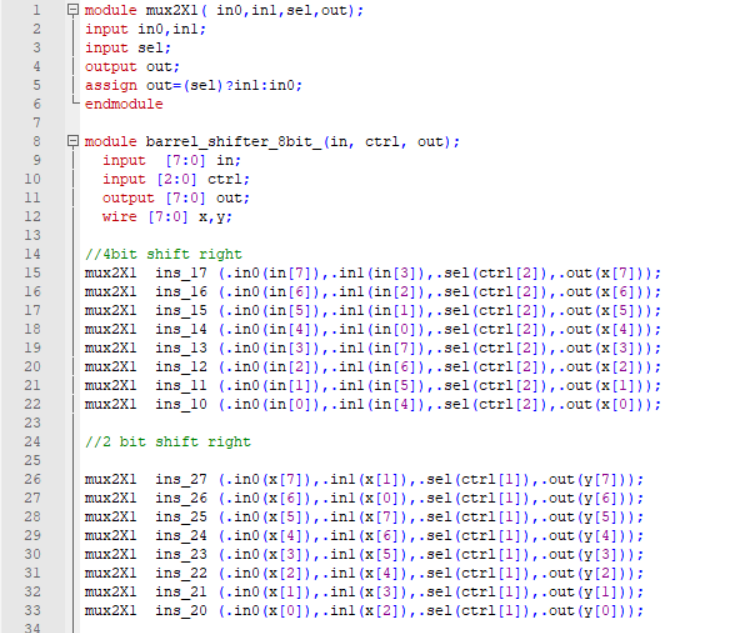 1 module mux2X1( in0,in1,sel,out);
2 input in0,in1;
3 input sel;
4 output out;
5 assign out=(sel)?in1:in0;
6 endmodule
7
8 module barrel_shifter_8bit_(in, ctrl, out);
9 input  [7:0] in;
10 input [2:0] ctrl;
11 output [7:0] out;
12 wire [7:0] x,y;
13
14 //4bit shift right
15 mux2X1  ins_17 (.in0(in[7]),.in1(in[3]),.sel(ctrl[2]),.out(x[7]));
16 mux2X1  ins_16 (.in0(in[6]),.in1(in[2]),.sel(ctrl[2]),.out(x[6]));
17 mux2X1  ins_15 (.in0(in[5]),.in1(in[1]),.sel(ctrl[2]),.out(x[5]));
18 mux2X1  ins_14 (.in0(in[4]),.in1(in[0]),.sel(ctrl[2]),.out(x[4]));
19 mux2X1  ins_13 (.in0(in[3]),.in1(in[7]),.sel(ctrl[2]),.out(x[3]));
20 mux2X1  ins_12 (.in0(in[2]),.in1(in[6]),.sel(ctrl[2]),.out(x[2]));
21 mux2X1  ins_11 (.in0(in[1]),.in1(in[5]),.sel(ctrl[2]),.out(x[1]));
22 mux2X1  ins_10 (.in0(in[0]),.in1(in[4]),.sel(ctrl[2]),.out(x[0]));
23
24 //2 bit shift right
25
26 mux2X1  ins_27 (.in0(x[7]),.in1(x[1]),.sel(ctrl[1]),.out(y[7]));
27 mux2X1  ins_26 (.in0(x[6]),.in1(x[0]),.sel(ctrl[1]),.out(y[6]));
28 mux2X1  ins_25 (.in0(x[5]),.in1(x[7]),.sel(ctrl[1]),.out(y[5]));
29 mux2X1  ins_24 (.in0(x[4]),.in1(x[6]),.sel(ctrl[1]),.out(y[4]));
30 mux2X1  ins_23 (.in0(x[3]),.in1(x[5]),.sel(ctrl[1]),.out(y[3]));
31 mux2X1  ins_22 (.in0(x[2]),.in1(x[4]),.sel(ctrl[1]),.out(y[2]));
32 mux2X1  ins_21 (.in0(x[1]),.in1(x[3]),.sel(ctrl[1]),.out(y[1]));
33 mux2X1  ins_20 (.in0(x[0]),.in1(x[2]),.sel(ctrl[1]),.out(y[0]));
34